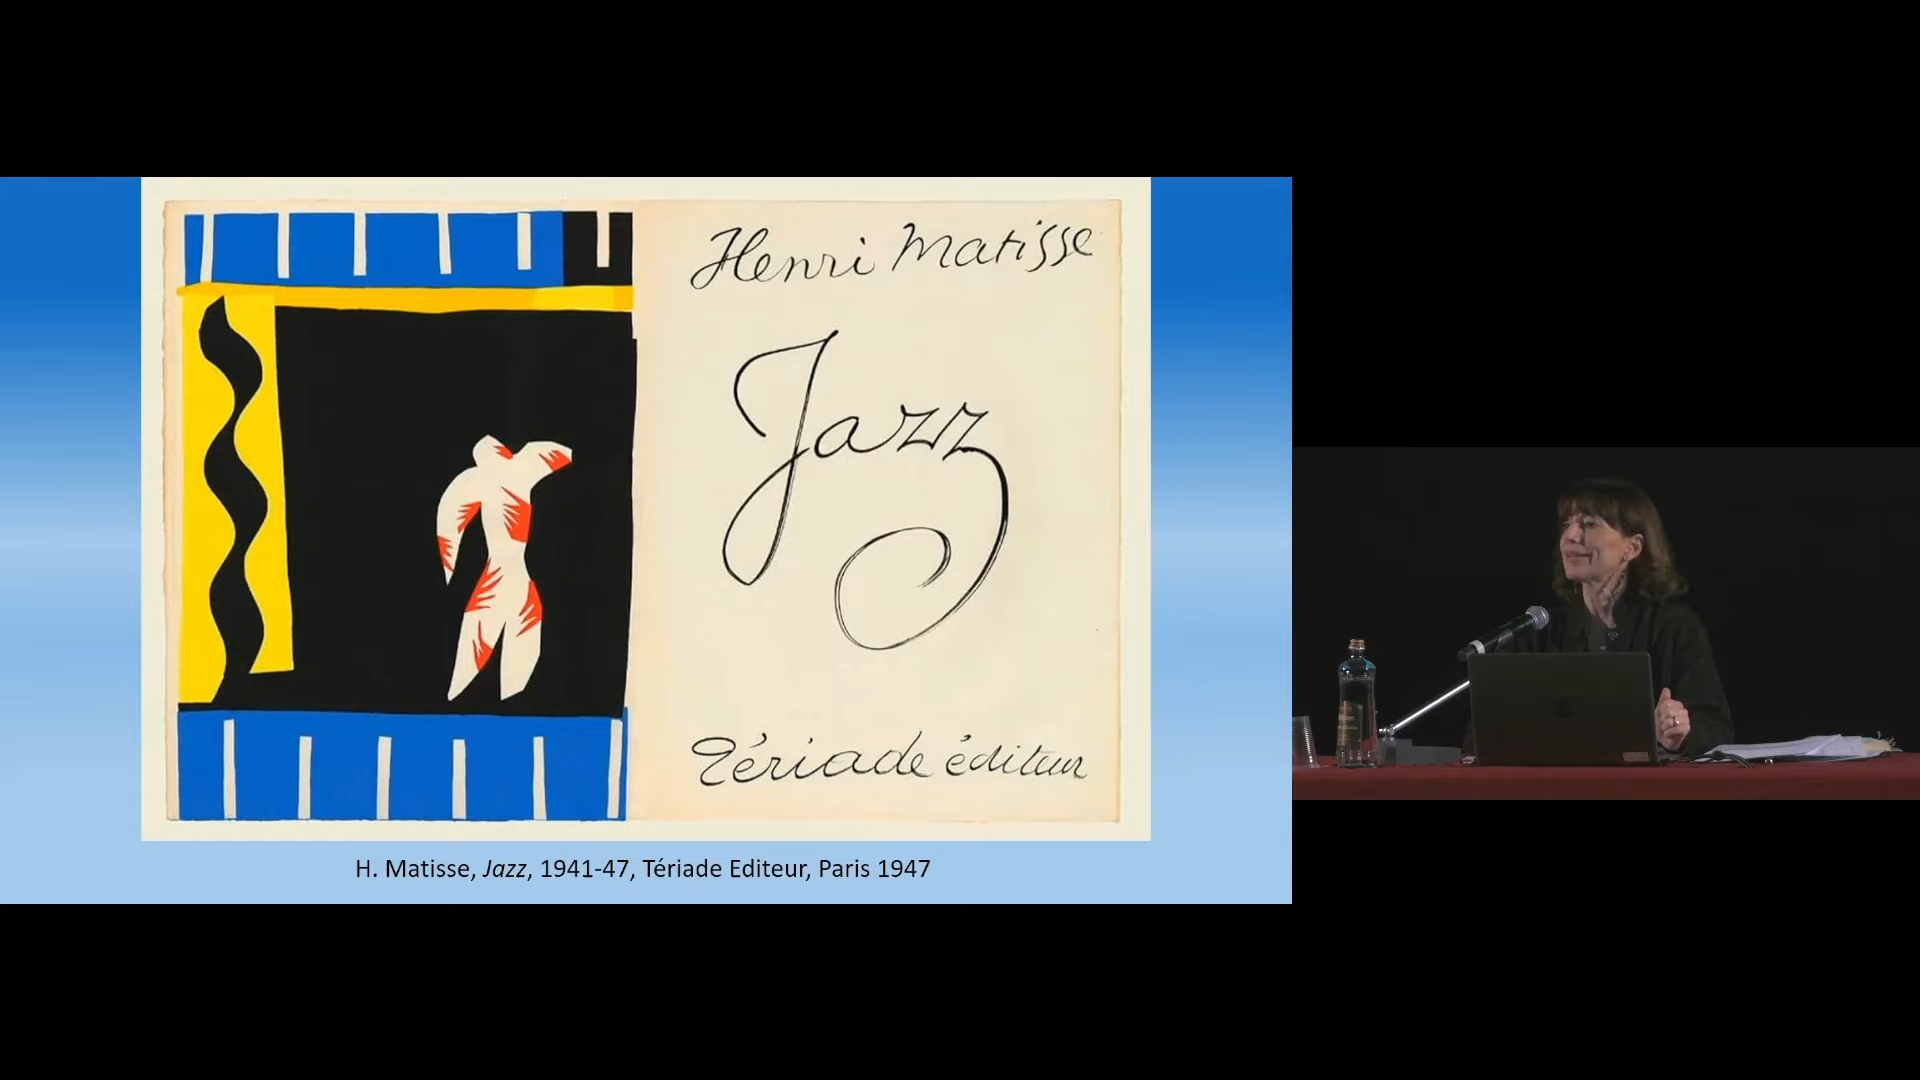 Henri Matisse
Jazz
Tériade éditeur
H. Matisse, Jazz, 1941-47, Tériade Editeur, Paris 1947